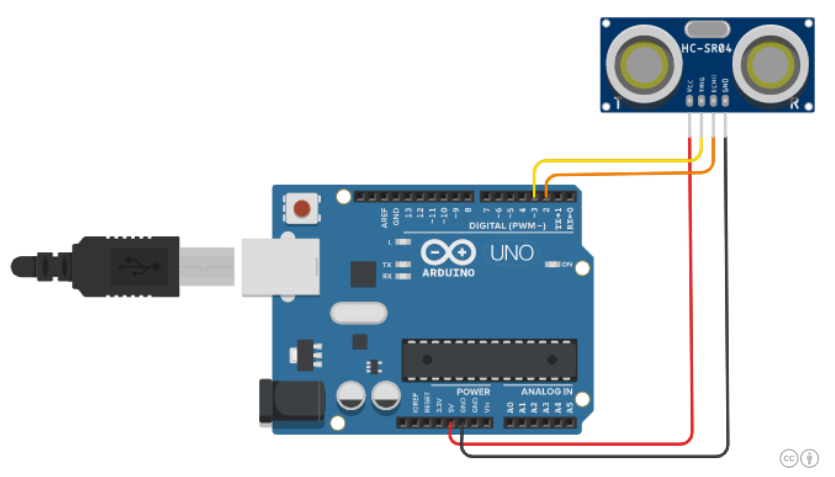 HC-SR04
VCC
TRIG
ECHO
GND
T
R
AREF
GND
13
12
~11
~10
~9
8
7
~6
~5
4
~3
2
TX→1
RX←0
DIGITAL (PWM~)
L
TX
RX
ARDUINO
UNO
ON
POWER
ANALOG IN
IOREF
RESET
3.3V
5V
GND
GND
Vin
A0
A1
A2
A3
A4
A5
cc